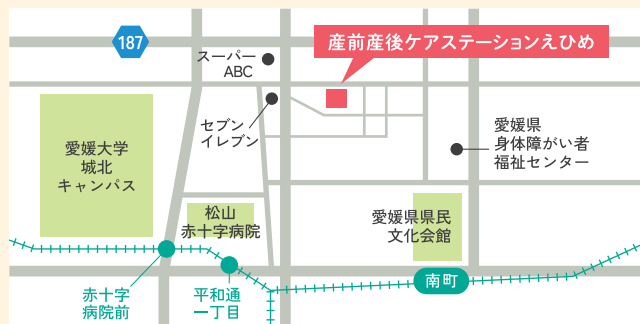 187
産前産後ケアステーションえひめ
スーパー
ABC
セブン
イレブン
愛媛県
身体障がい者
福祉センター
愛媛大学
城北
キャンパス
松山
赤十字病院
愛媛県県民
文化会館
南町
赤十字
病院前
平和通
一丁目